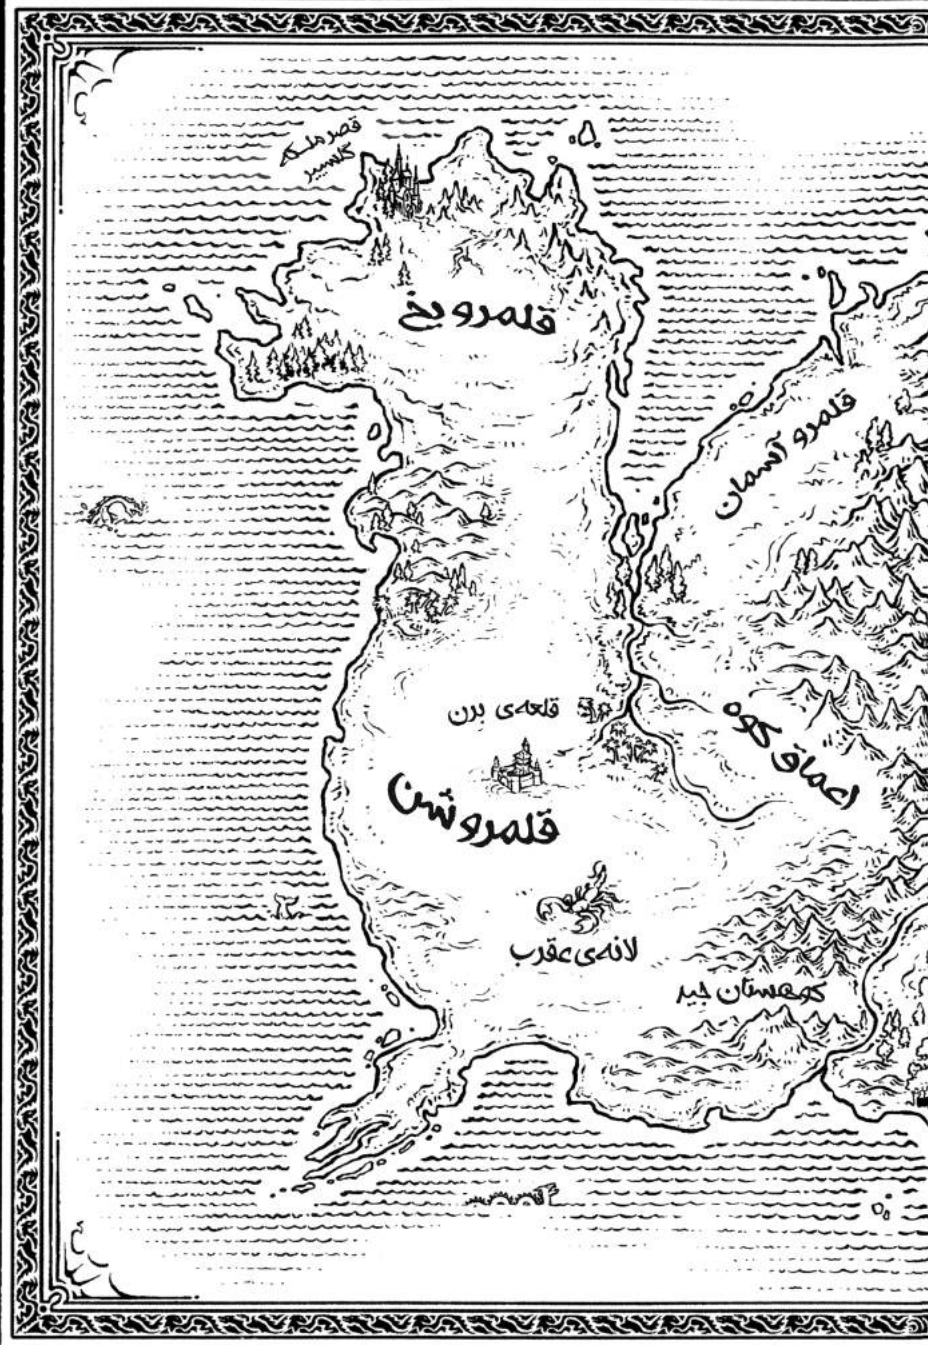 قصر ملکه
گلسیر
قلمرو یخ
قلمرو آسمان
قلعه‌ی برن
اعماق کوه
قلمرو شن
لانه‌ی عقرب
کوهستان جید